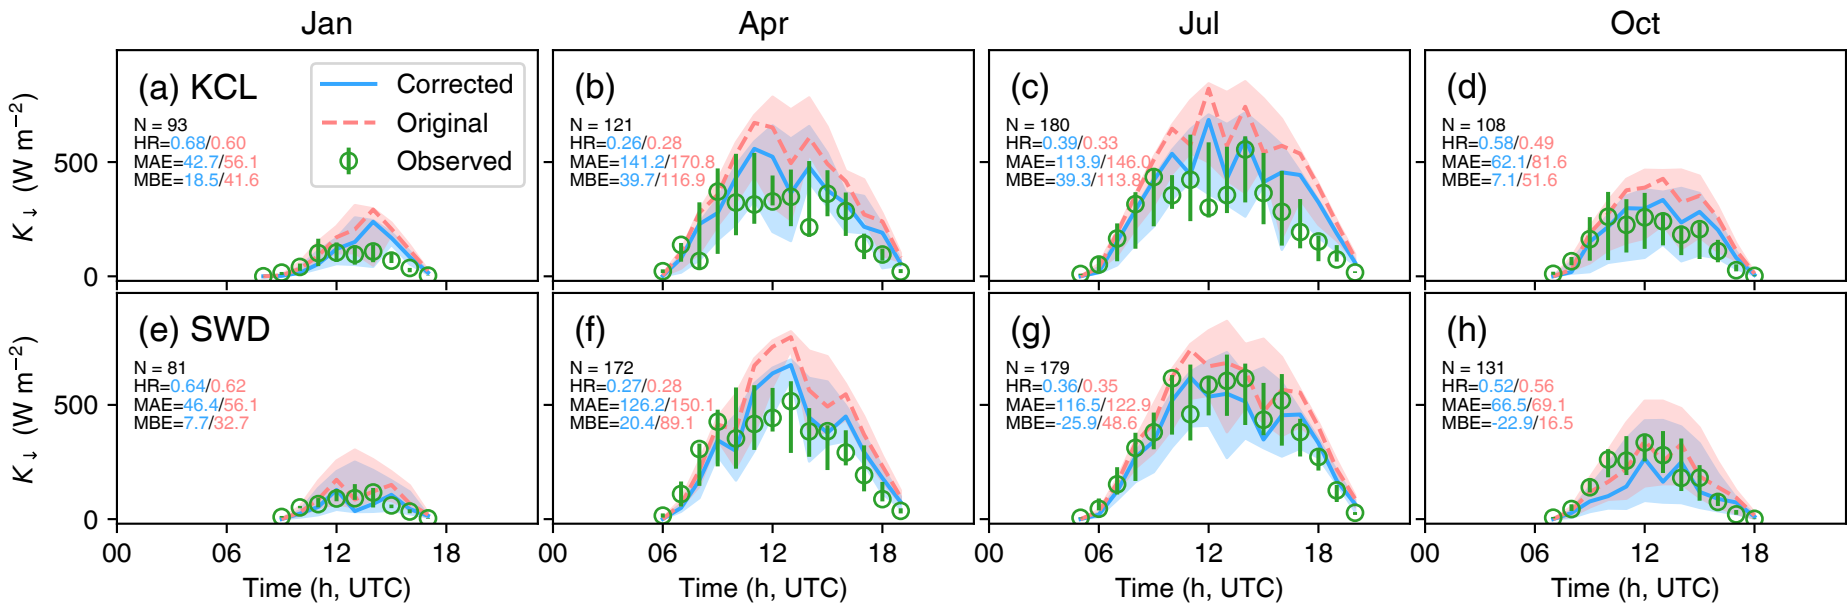 Jan
Apr
Jul
Oct
K↓ (W m−2)
500
0
(a) KCL
N = 93
HR=0.68/0.60
MAE=42.7/56.1
MBE=18.5/41.6
Corrected
Original
Observed
(b)
N = 121
HR=0.26/0.28
MAE=141.2/170.8
MBE=39.7/116.9
(c)
N = 180
HR=0.39/0.33
MAE=113.9/146.0
MBE=39.3/113.8
(d)
N = 108
HR=0.58/0.49
MAE=62.1/81.6
MBE=7.1/51.6
K↓ (W m−2)
500
0
(e) SWD
N = 81
HR=0.64/0.62
MAE=46.4/56.1
MBE=7.7/32.7
(f)
N = 172
HR=0.27/0.28
MAE=126.2/150.1
MBE=20.4/89.1
(g)
N = 179
HR=0.36/0.35
MAE=116.5/122.9
MBE=-25.9/48.6
(h)
N = 131
HR=0.52/0.56
MAE=66.5/69.1
MBE=-22.9/16.5
00 06 12 18
00 06 12 18
00 06 12 18
00 06 12 18
Time (h, UTC)
Time (h, UTC)
Time (h, UTC)
Time (h, UTC)